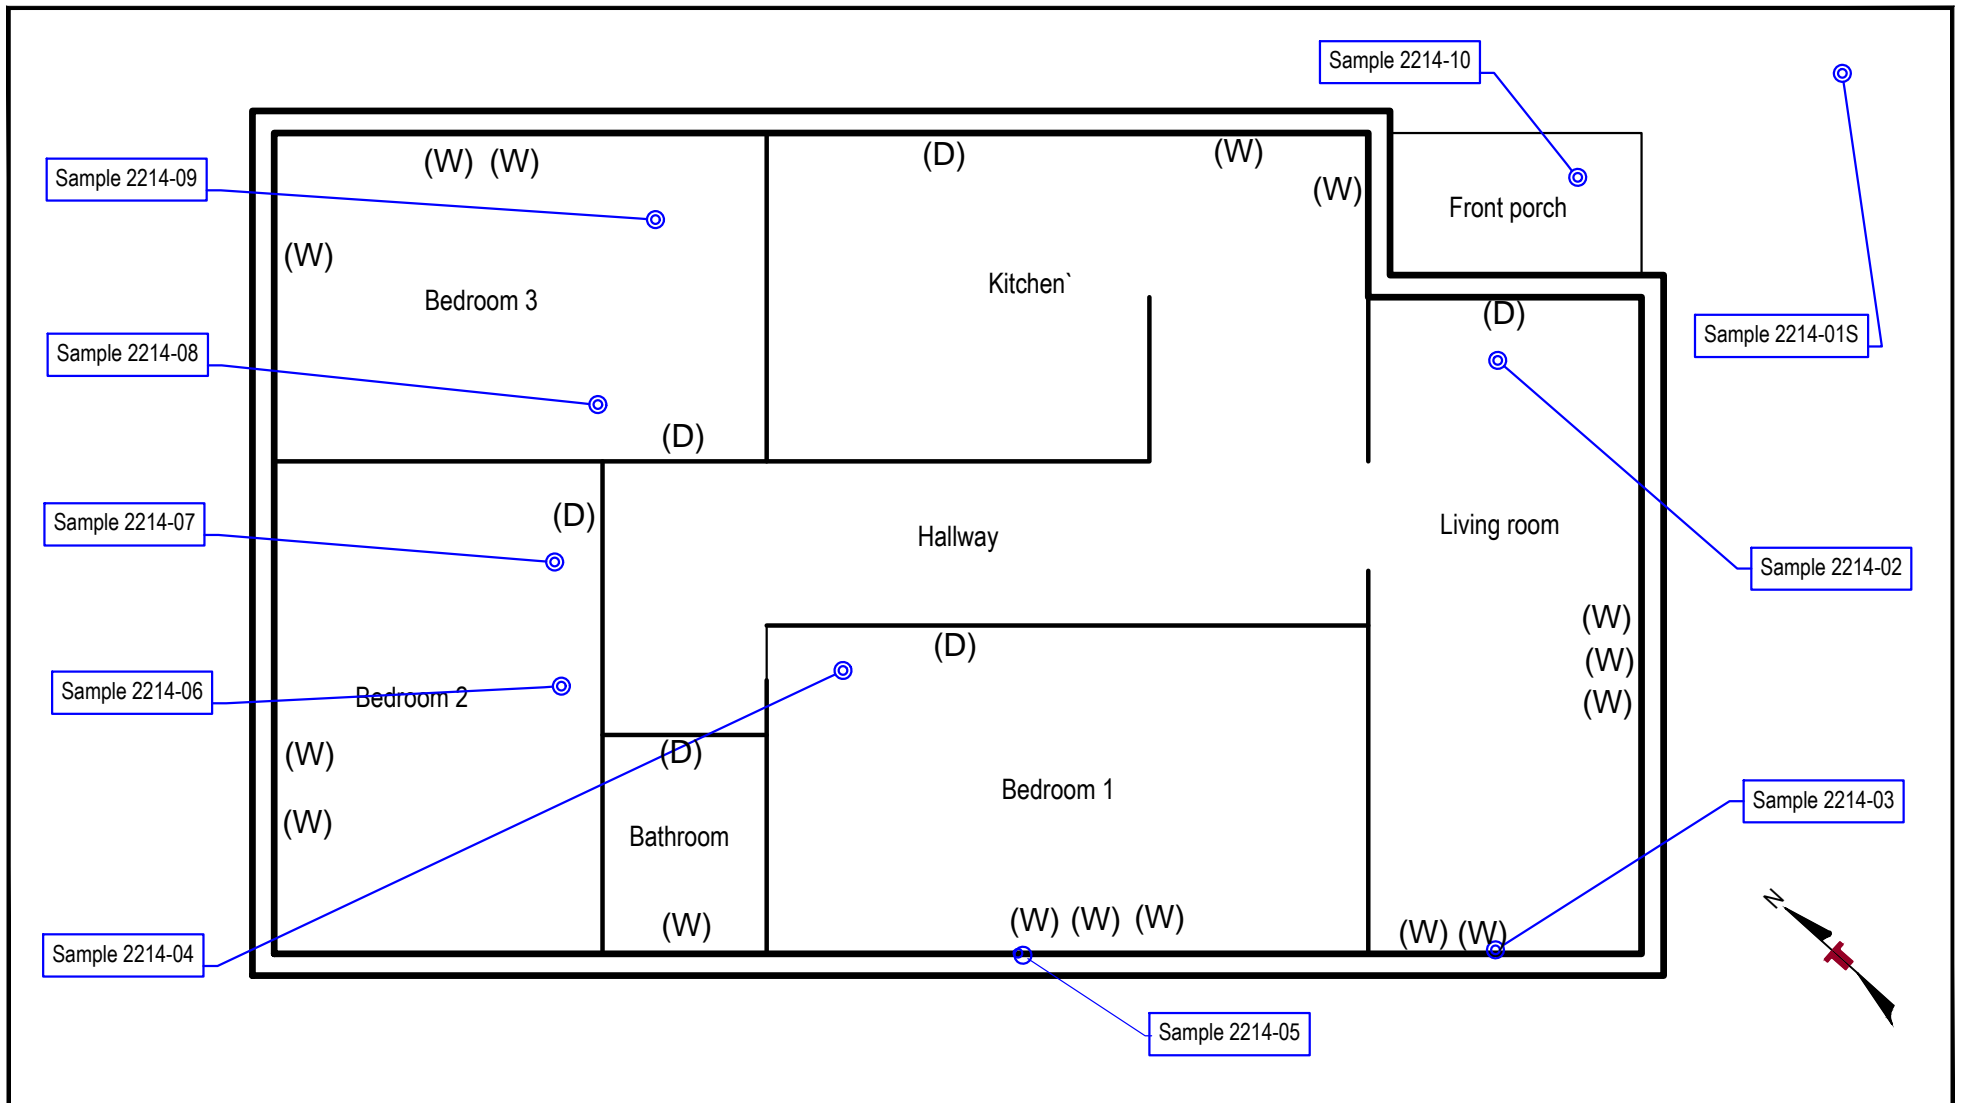 Sample 2214-10
(W) (W)
(D)
(W)
Sample 2214-09
(W)
Front porch
(W)
Kitchen`
Bedroom 3
(D)
Sample 2214-01S
Sample 2214-08
(D)
(D)
Sample 2214-07
Living room
Hallway
Sample 2214-02
(W)
(D)
(W)
Sample 2214-06
Bedroom 2
(W)
(W)
(D)
Bedroom 1
Sample 2214-03
(W)
Bathroom
N
(W)
(W) (W) (W)
(W) (W)
Sample 2214-04
Sample 2214-05